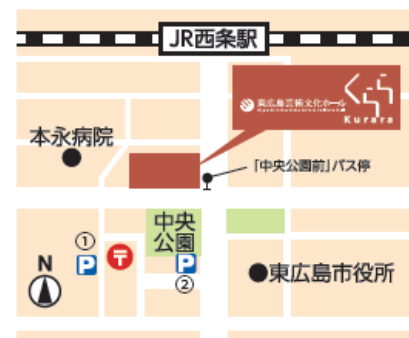 JR西条駅
くらら
東広島芸術文化ホール
Kurara
本永病院
「中央公園前」バス停
中央
公園
①
P
〒
P
②
N
東広島市役所